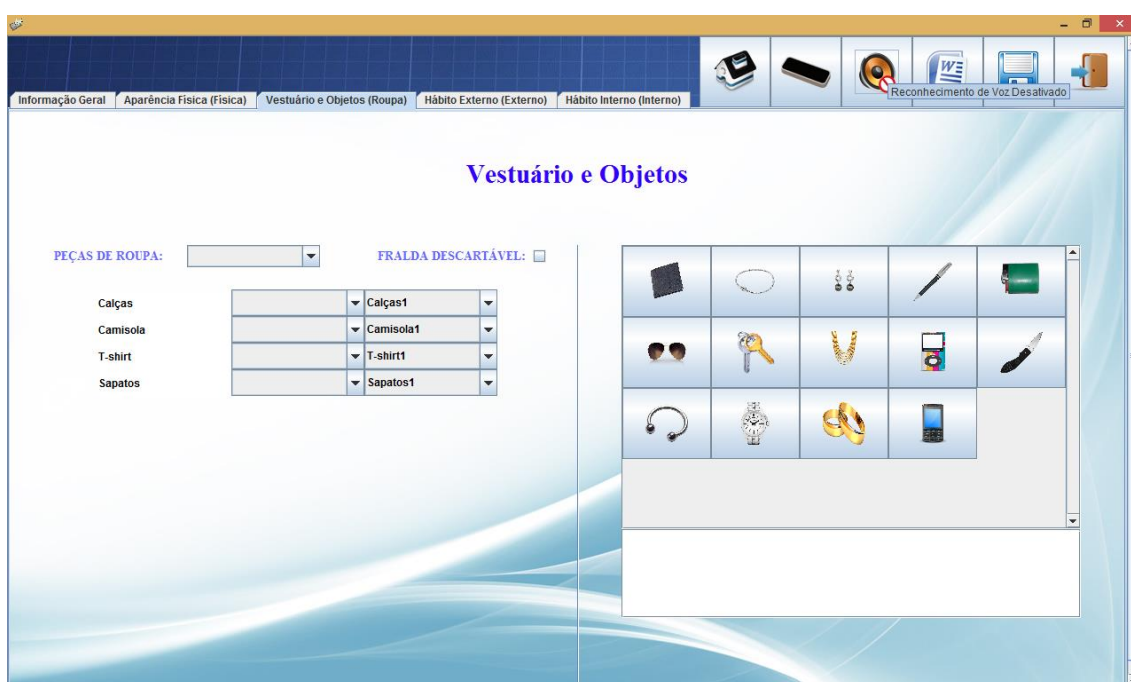 Informação Geral
Aparência Física (Física)
Vestuário e Objetos (Roupa)
Hábito Externo (Externo)
Hábito Interno (Interno)
W
Reconhecimento de Voz Desativado
Vestuário e Objetos
PEÇAS DE ROUPA:
FRALDA DESCARTÁVEL:
Calças
Calças1
Camisola
Camisola1
T-shirt
T-shirt1
Sapatos
Sapatos1